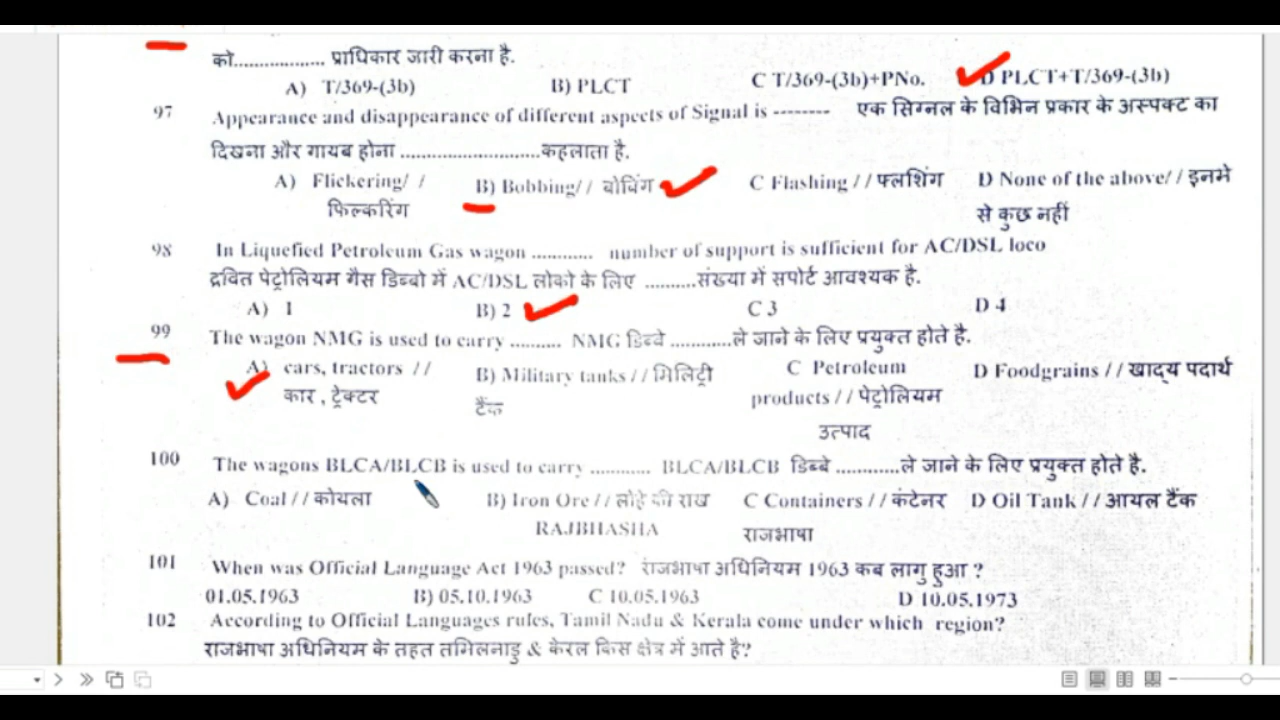 को................. प्राधिकार जारी करना है.
A) T/369-(3b) B) PLCT C T/369-(3b)+PNo. D PLCT+T/369-(3b)
97 Appearance and disappearance of different aspects of Signal is -------- एक सिग्नल के विभिन प्रकार के अस्पक्ट का
दिखना और गायब होना ..........................कहलाता है.
A) Flickering/ / B) Bobbing// बोविंग C Flashing // फ्लशिंग D None of the above// इनमे
फिल्करिंग से कुछ नहीं
98 In Liquefied Petroleum Gas wagon ............ number of support is sufficient for AC/DSL loco
द्रवित पेट्रोलियम गैस डिब्बो में AC/DSL लोको के लिए ..........संख्या में सपोर्ट आवश्यक है.
A) 1 B) 2 C 3 D 4
99 The wagon NMG is used to carry .......... NMG डिब्बे ............ले जाने के लिए प्रयुक्त होते है.
A) cars, tractors // B) Military tanks // मिलिट्री C Petroleum D Foodgrains // खाद्य पदार्थ
कार , ट्रेक्टर टैंक products // पेट्रोलियम
उत्पाद
100 The wagons BLCA/BLCB is used to carry ............ BLCA/BLCB डिब्बे ............ले जाने के लिए प्रयुक्त होते है.
A) Coal // कोयला B) Iron Ore // लोहे की राख C Containers // कंटेनर D Oil Tank // आयल टैंक
RAJBHASHA राजभाषा
101 When was Official Language Act 1963 passed? राजभाषा अधिनियम 1963 कब लागु हुआ ?
01.05.1963 B) 05.10.1963 C 10.05.1963 D 10.05.1973
102 According to Official Languages rules, Tamil Nadu & Kerala come under which region?
राजभाषा अधिनियम के तहत तमिलनाडु & केरल किस क्षेत्र में आते है?